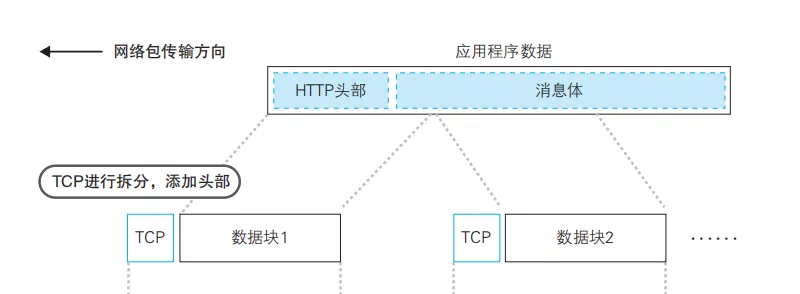 网络包传输方向
应用程序数据
HTTP头部
消息体
TCP进行拆分，添加头部
TCP
数据块1
TCP
数据块2
……